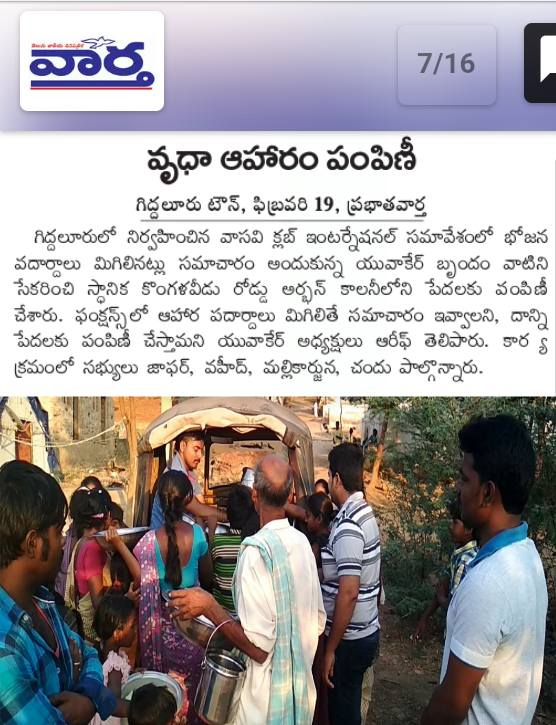 తెలుగు జాతీయ దినపత్రిక
వార్త
7/16
వృధా ఆహారం పంపిణీ
గిద్దలూరు టౌన్, ఫిబ్రవరి 19, ప్రభాతవార్త
గిద్దలూరులో నిర్వహించిన వాసవి క్లబ్ ఇంటర్నేషనల్ సమావేశంలో భోజన
పదార్దాలు మిగిలినట్లు సమాచారం అందుకున్న యువాకేర్ బృందం వాటిని
సేకరించి స్ధానిక కొంగళవీడు రోడ్డు అర్బన్ కాలనీలోని పేదలకు వంపిణీ
చేశారు. ఫంక్షన్స్‌లో ఆహార పదార్దాలు మిగిలితే సమాచారం ఇవ్వాలని, దాన్ని
పేదలకు పంపిణీ చేస్తామని యువాకేర్ అధ్యక్షులు ఆరీఫ్ తెలిపారు. కార ్య
క్రమంలో సభ్యులు జాఫర్, వహీద్, మల్లికార్జున, చందు పాల్గొన్నారు.